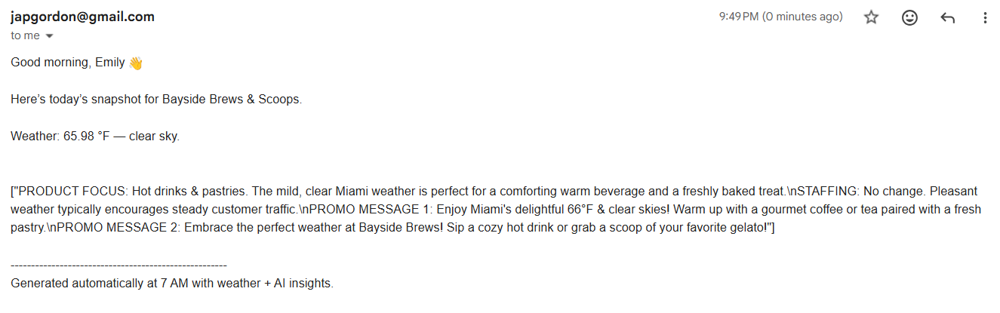 japgordon@gmail.com
9:49 PM (0 minutes ago)
to me
Good morning, Emily 👋
Here’s today’s snapshot for Bayside Brews & Scoops.
Weather: 65.98 °F — clear sky.
["PRODUCT FOCUS: Hot drinks & pastries. The mild, clear Miami weather is perfect for a comforting warm beverage and a freshly baked treat.\nSTAFFING: No change. Pleasant
weather typically encourages steady customer traffic.\nPROMO MESSAGE 1: Enjoy Miami's delightful 66°F & clear skies! Warm up with a gourmet coffee or tea paired with a fresh
pastry.\nPROMO MESSAGE 2: Embrace the perfect weather at Bayside Brews! Sip a cozy hot drink or grab a scoop of your favorite gelato!"]
----------------------------------------------------
Generated automatically at 7 AM with weather + AI insights.